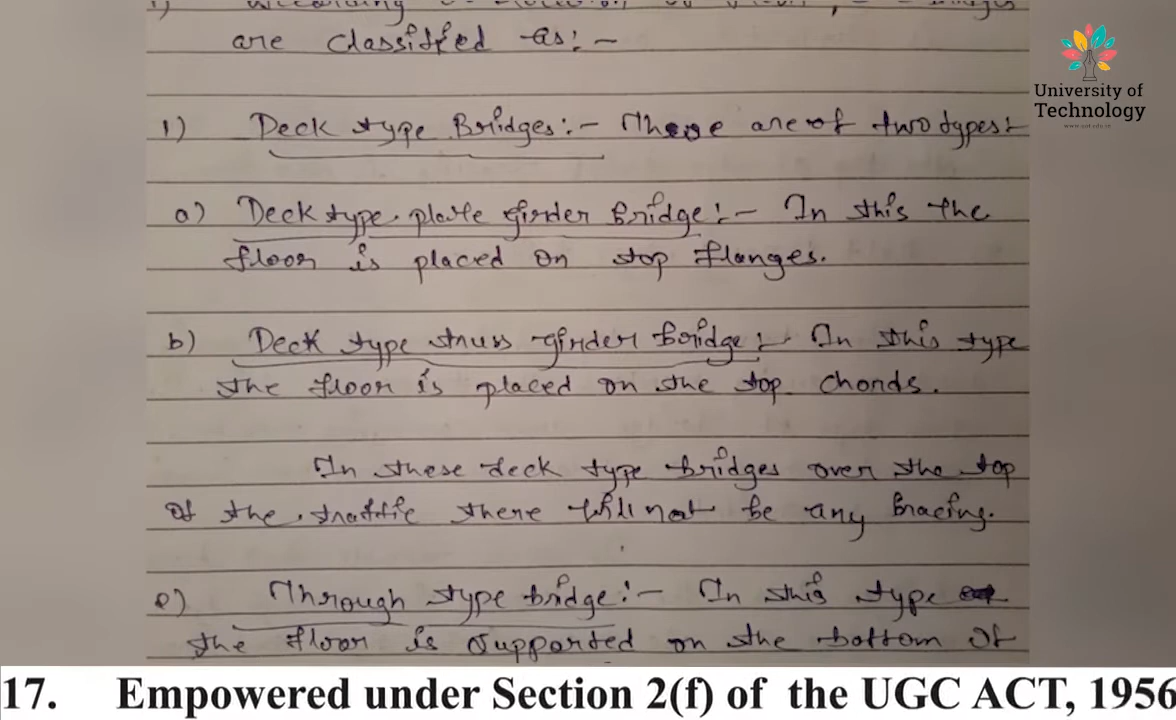 are classified as:-
University of
Technology
1) Deck type Bridges:- These are of two types:
a) Deck type plate girder bridge:- In this the
floor is placed on top flanges.
b) Deck type truss girder bridge:- In this type
the floor is placed on the top chords.
In these deck type bridges over the top
of the traffic there will not be any bracing.
2) Through type bridge:- In this type
the floor is supported on the bottom of
17. Empowered under Section 2(f) of the UGC ACT, 1956